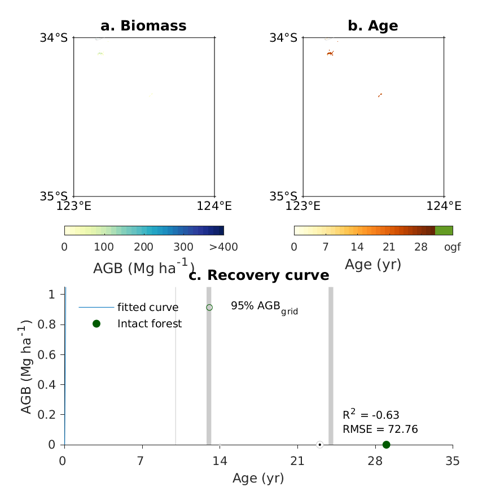 a. Biomass
b. Age
34°S
34°S
35°S
35°S
123°E
124°E
123°E
124°E
0
100
200
300
>400
0
7
14
21
28
ogf
AGB (Mg ha⁻¹)
Age (yr)
c. Recovery curve
1
0.8
0.6
0.4
0.2
0
AGB (Mg ha⁻¹)
fitted curve
Intact forest
95% AGB_grid
R² = -0.63
RMSE = 72.76
0
7
14
21
28
35
Age (yr)